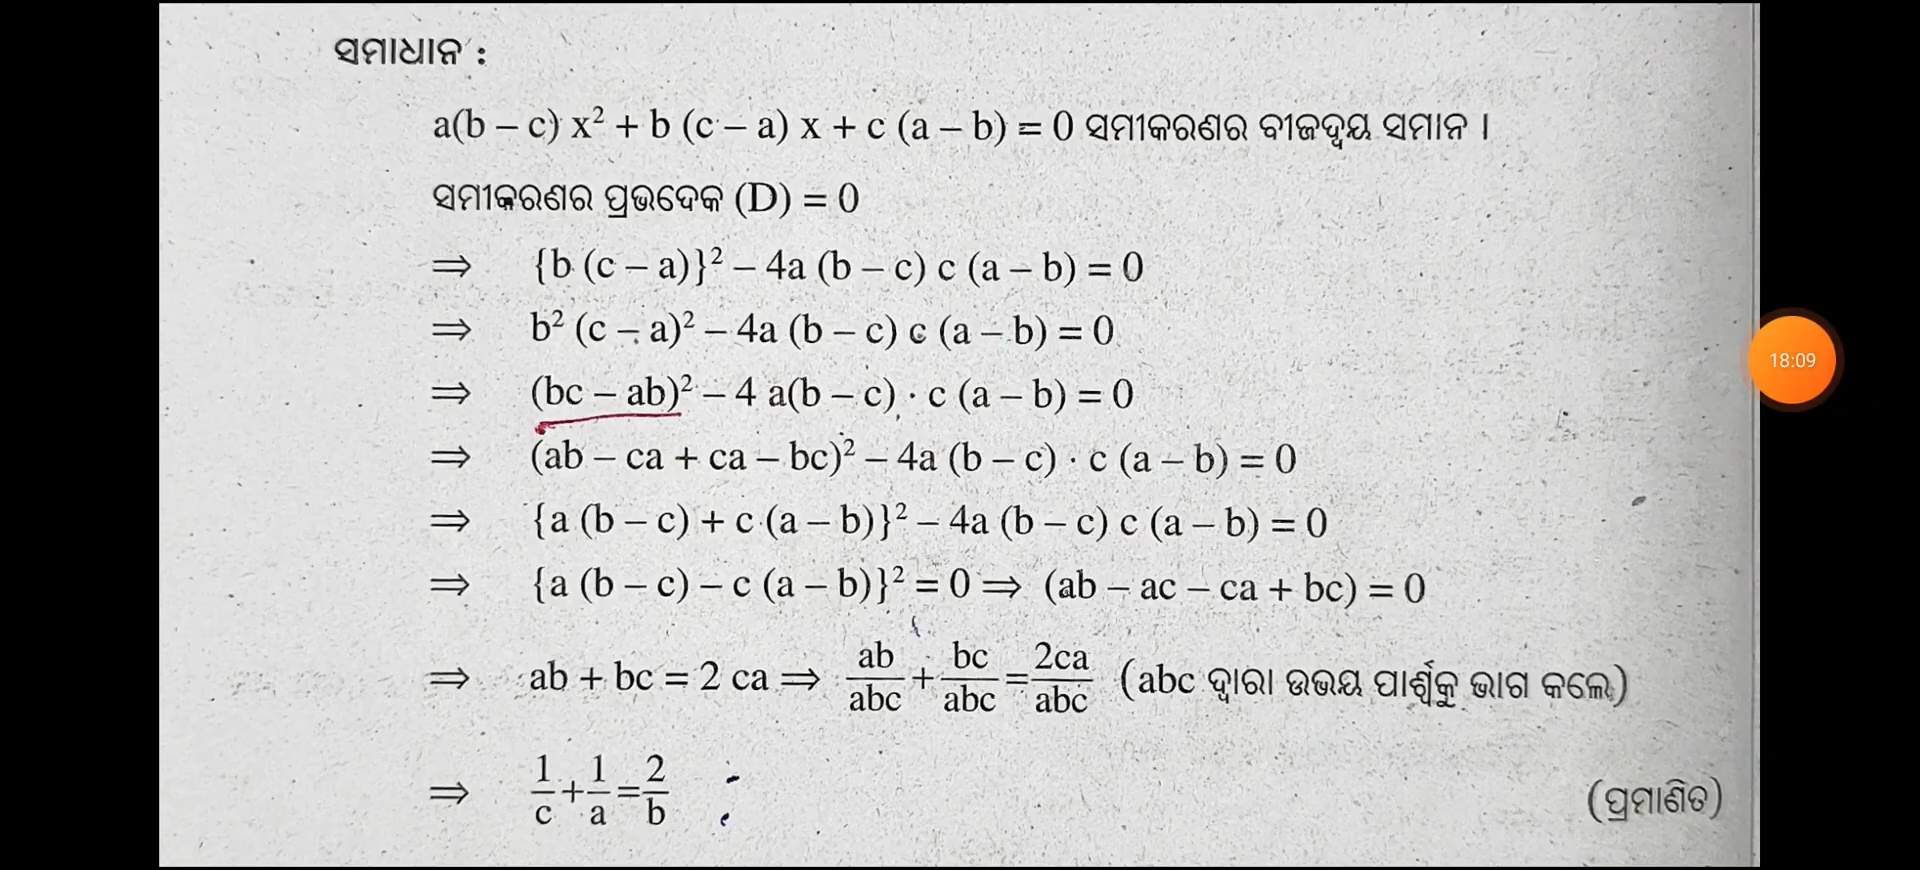 ସମାଧାନ :
a(b – c) x² + b (c – a) x + c (a – b) = 0 ସମୀକରଣର ବୀଜଦ୍ୱୟ ସମାନ ।
ସମୀକରଣର ପ୍ରଭଦେକ (D) = 0
⇒ {b (c – a)}² – 4a (b – c) c (a – b) = 0
⇒ b² (c – a)² – 4a (b – c) c (a – b) = 0
⇒ (bc – ab)² – 4 a(b – c) · c (a – b) = 0
⇒ (ab – ca + ca – bc)² – 4a (b – c) · c (a – b) = 0
⇒ {a (b – c) + c (a – b)}² – 4a (b – c) c (a – b) = 0
⇒ {a (b – c) – c (a – b)}² = 0 ⇒ (ab – ac – ca + bc) = 0
⇒ ab + bc = 2 ca ⇒ ab/abc + bc/abc = 2ca/abc (abc ଦ୍ୱାରା ଉଭୟ ପାର୍ଶ୍ୱକୁ ଭାଗ କଲେ)
⇒ 1/c + 1/a = 2/b (ପ୍ରମାଣିତ)
18:09